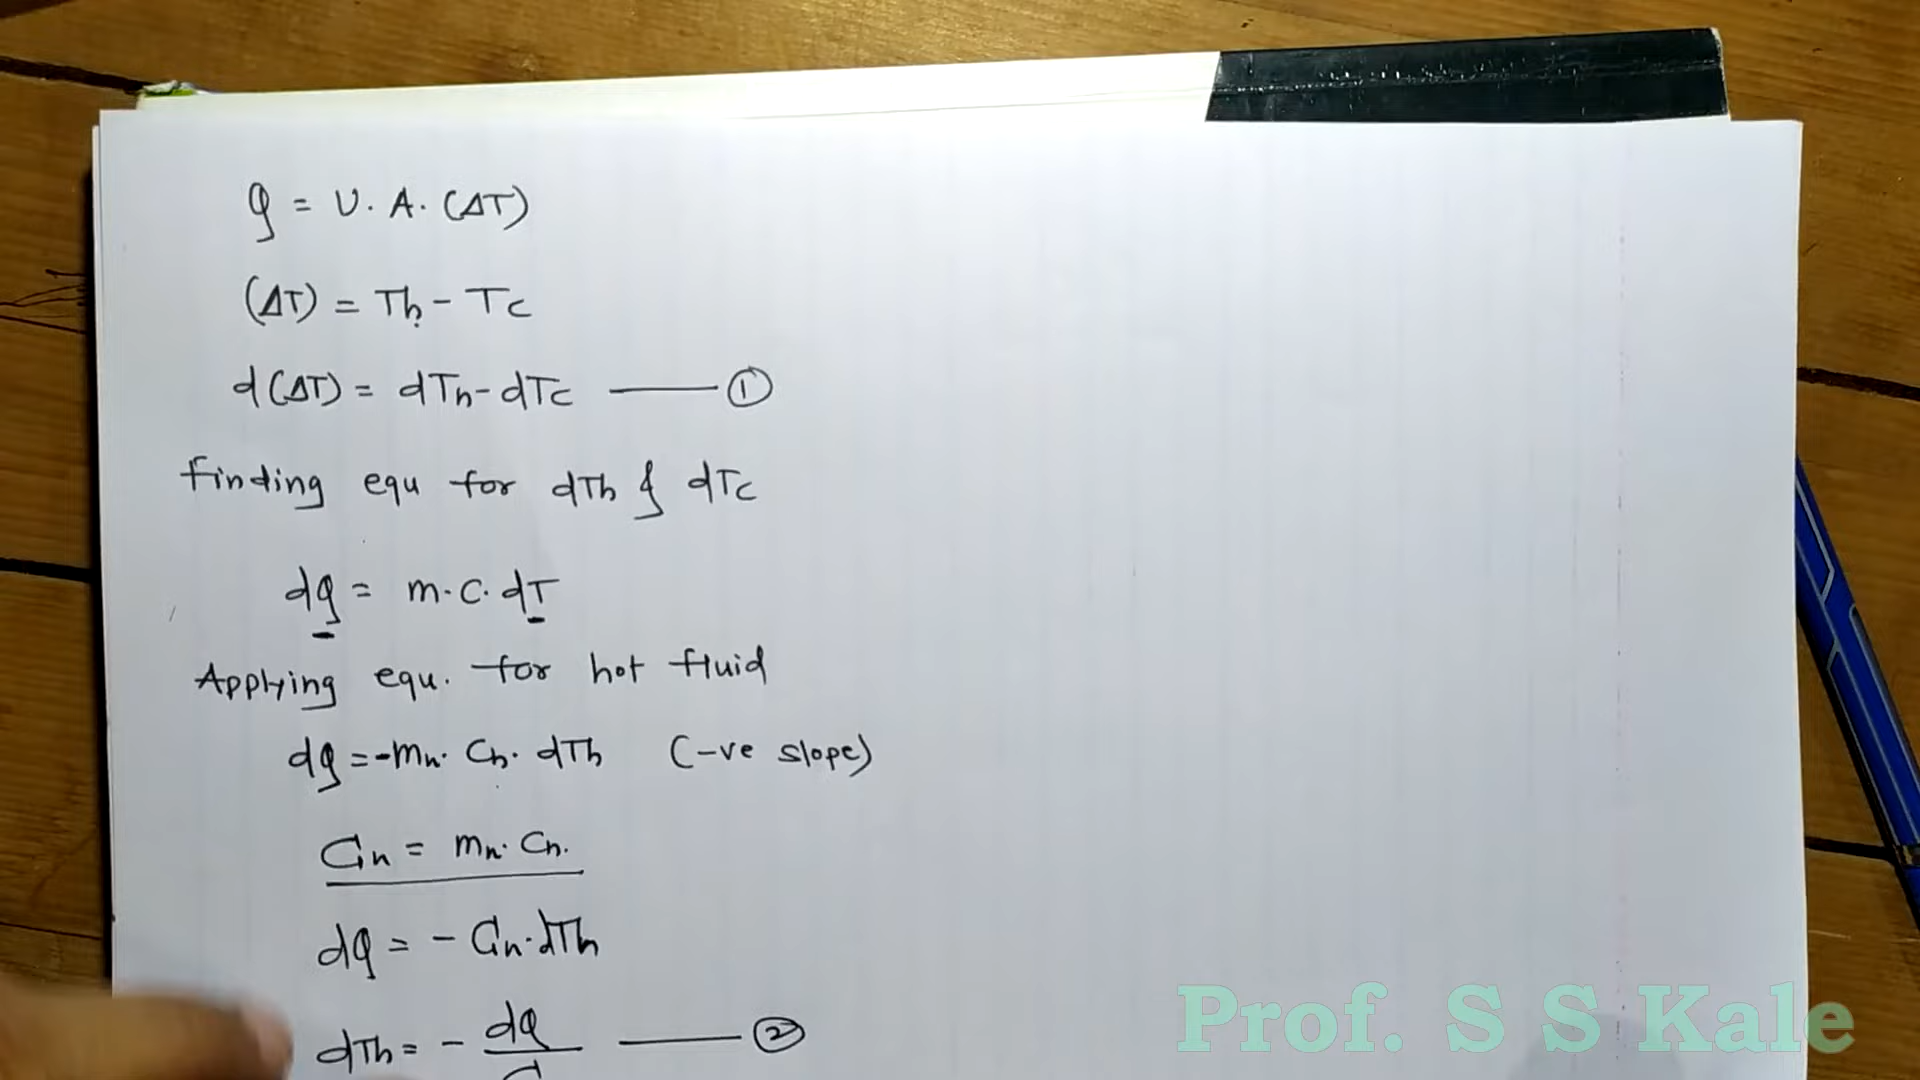 Q = U. A. (ΔT)
(ΔT) = Th - Tc
d(ΔT) = dTh - dTc ——— ①
Finding equ for dTh & dTc
dQ = m. C. dT
Applying equ. for hot fluid
dQ = -mh. Ch. dTh (-ve slope)
Ch = mh. Ch.
dQ = - Ch. dTh
dTh = - dQ/C ——— ②
Prof. S S Kale